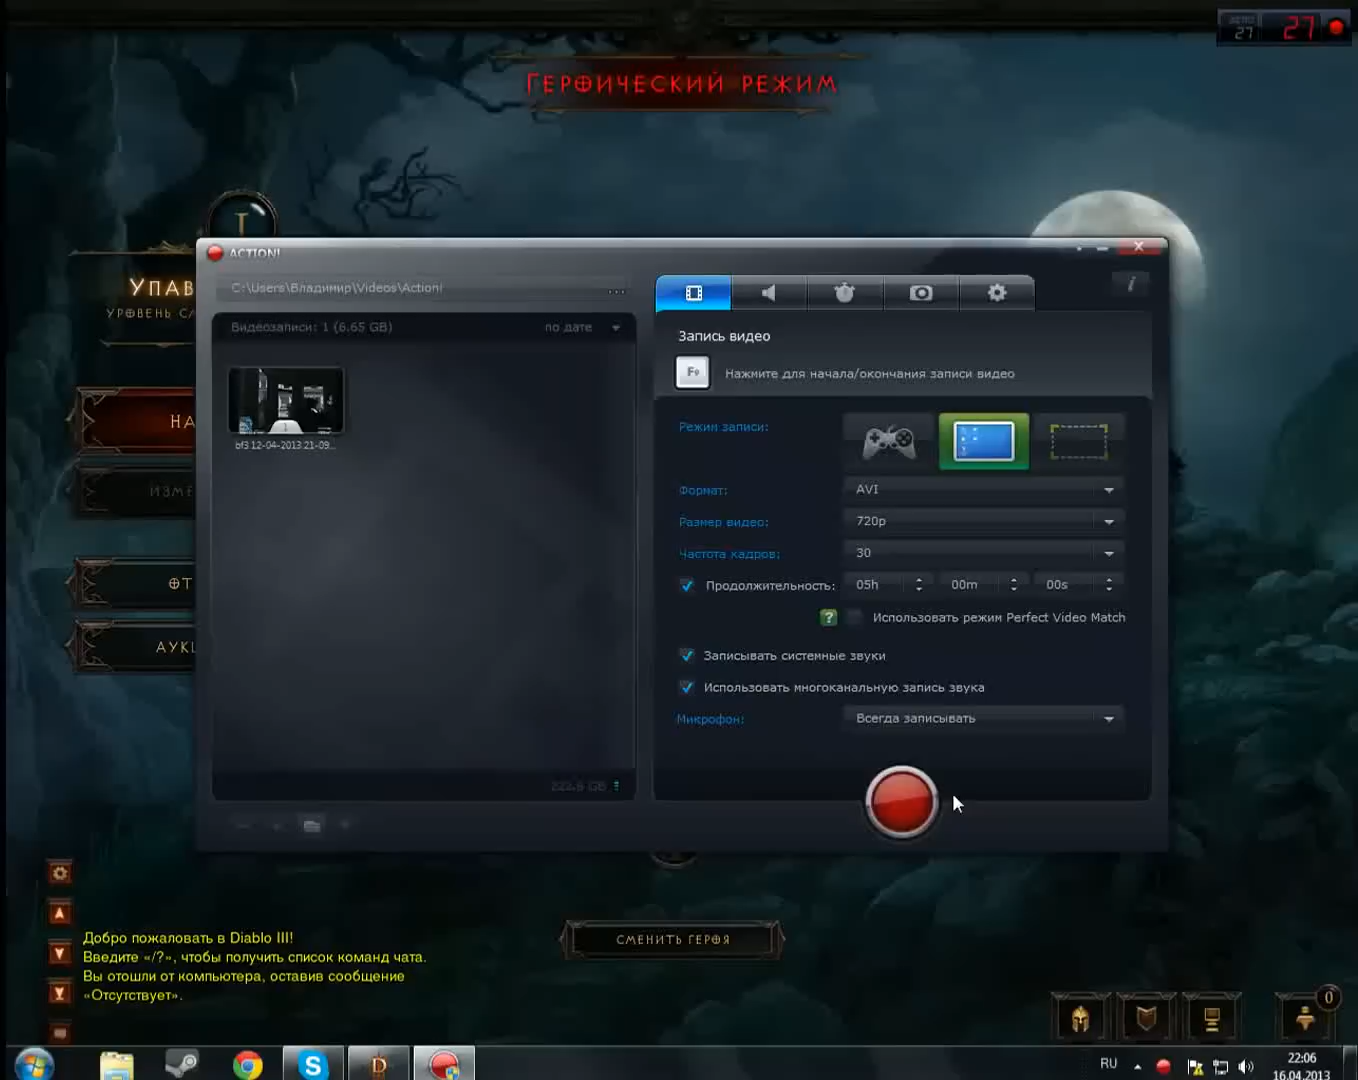 27
27
Героический режим
I
ACTION!
C:\Users\Владимир\Videos\Action!
...
i
Видеозаписи: 1 (6.65 GB)
по дате
Запись видео
F9
Нажмите для начала/окончания записи видео
bf3 12-04-2013 21-09...
Режим записи:
Формат:
AVI
Размер видео:
720p
Частота кадров:
30
Продолжительность:
05h
00m
00s
?
Использовать режим Perfect Video Match
Записывать системные звуки
Использовать многоканальную запись звука
Микрофон:
Всегда записывать
222.8 GB
Добро пожаловать в Diablo III!
Введите «/?», чтобы получить список команд чата.
Вы отошли от компьютера, оставив сообщение
«Отсутствует».
Сменить героя
0
RU
22:06
16.04.2013